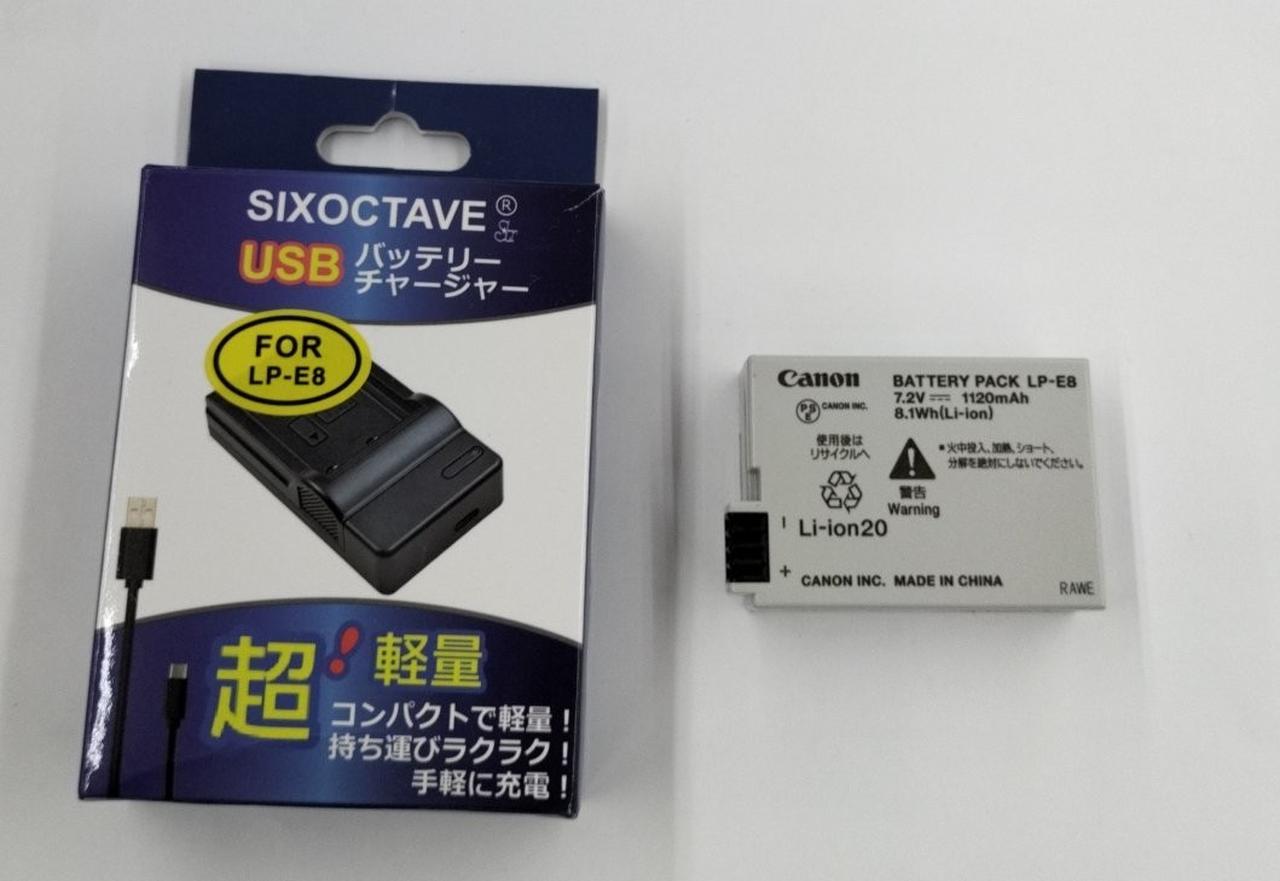 SIXOCTAVE ®
USB バッテリー
チャージャー
FOR
LP-E8
超！軽量
コンパクトで軽量！
持ち運びラクラク！
手軽に充電！
Canon BATTERY PACK LP-E8
7.2V 1120mAh
PSE CANON INC. 8.1Wh(Li-ion)
使用後は
リサイクルへ
•火中投入、加熱、ショート、
分解を絶対にしないでください。
警告
Warning
Li-ion20
–
+
CANON INC. MADE IN CHINA
RAWE